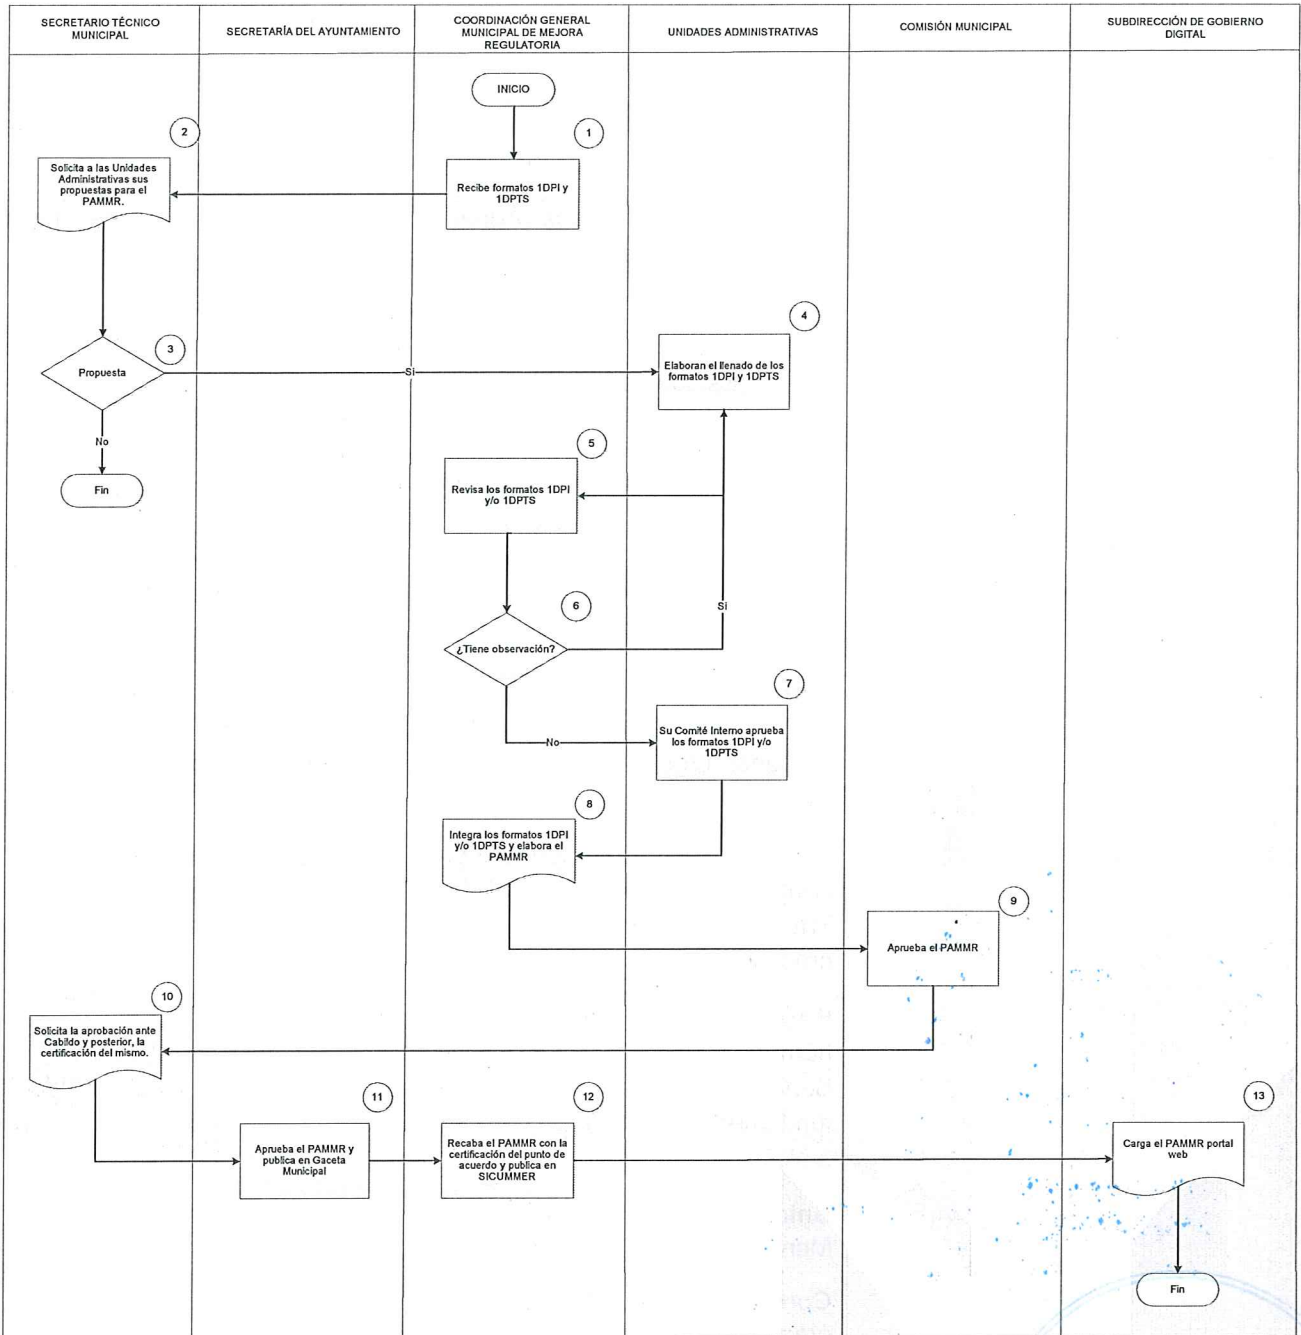 SECRETARIO TÉCNICO
MUNICIPAL
SECRETARÍA DEL AYUNTAMIENTO
COORDINACIÓN GENERAL
MUNICIPAL DE MEJORA
REGULATORIA
UNIDADES ADMINISTRATIVAS
COMISIÓN MUNICIPAL
SUBDIRECCIÓN DE GOBIERNO
DIGITAL
INICIO
1
Recibe formatos 1DPI y
1DPTS
2
Solicita a las Unidades
Administrativas sus
propuestas para el
PAMMR.
3
Propuesta
Si
No
Fin
4
Elaboran el llenado de los
formatos 1DPI y 1DPTS
5
Revisa los formatos 1DPI
y/o 1DPTS
6
¿Tiene observación?
Si
No
7
Su Comité Interno aprueba
los formatos 1DPI y/o
1DPTS
8
Integra los formatos 1DPI
y/o 1DPTS y elabora el
PAMMR
9
Aprueba el PAMMR
10
Solicita la aprobación ante
Cabildo y posterior, la
certificación del mismo.
11
Aprueba el PAMMR y
publica en Gaceta
Municipal
12
Recaba el PAMMR con la
certificación del punto de
acuerdo y publica en
SICUMMER
13
Carga el PAMMR portal
web
Fin